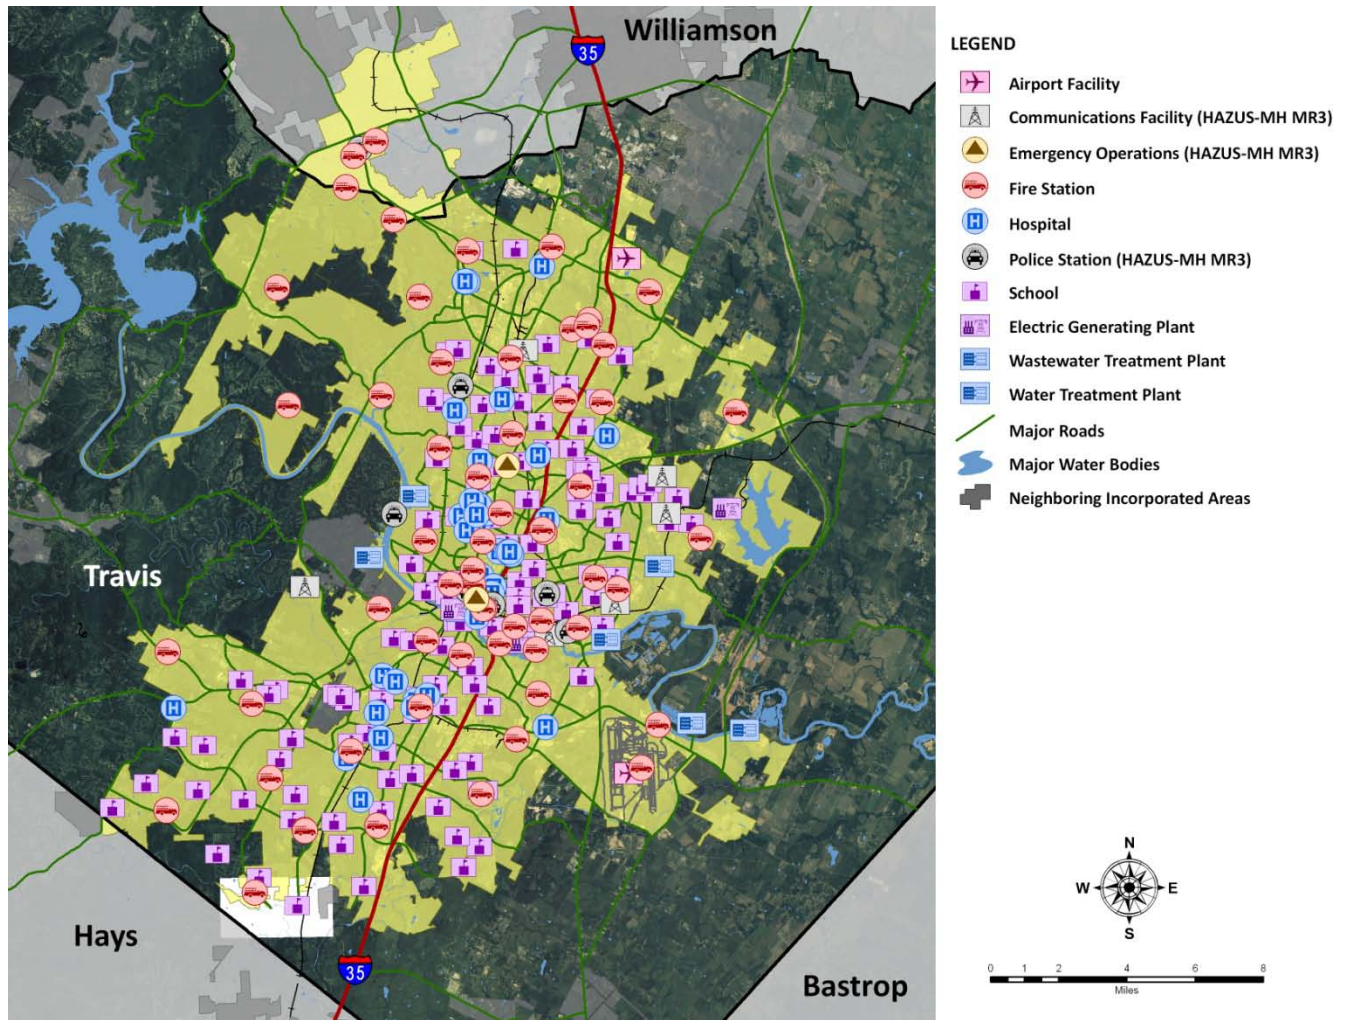 Williamson
35
Travis
Hays
35
Bastrop
LEGEND
Airport Facility
Communications Facility (HAZUS-MH MR3)
Emergency Operations (HAZUS-MH MR3)
Fire Station
H Hospital
Police Station (HAZUS-MH MR3)
School
Electric Generating Plant
Wastewater Treatment Plant
Water Treatment Plant
Major Roads
Major Water Bodies
Neighboring Incorporated Areas
N
W E
S
0 1 2 4 6 8
Miles